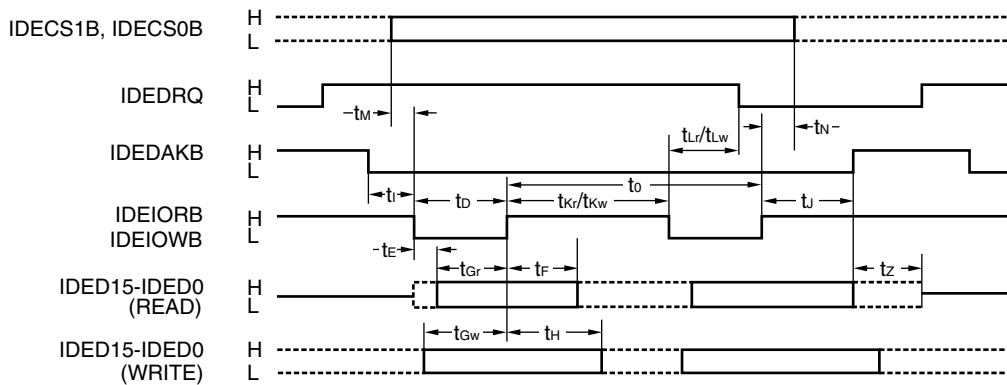 IDECS1B, IDECS0B H
L
IDEDRQ H
L
tM
tN
tLr/tLw
IDEDAKB H
L
tI tD t0 tKr/tKw tJ
IDEIORB H
IDEIOWB L
tE
tGr tF tZ
IDED15-IDED0 H
(READ) L
tGw tH
IDED15-IDED0 H
(WRITE) L